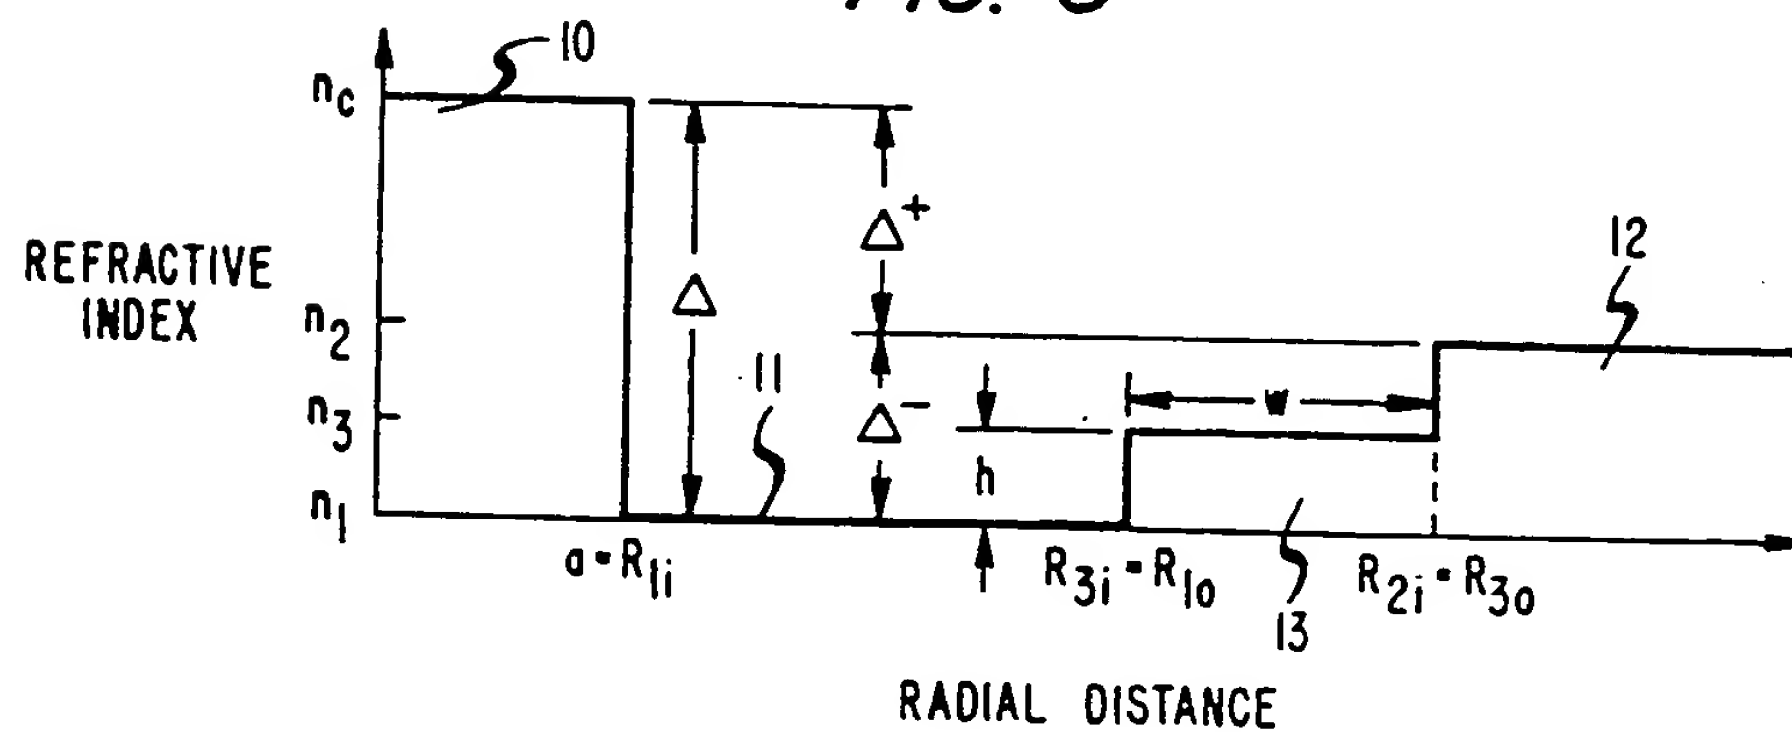 10
n_c
Δ+
12
REFRACTIVE
INDEX
Δ
n_2
11
w
n_3
Δ−
h
n_1
a=R_1i
R_3i=R_1o
R_2i=R_3o
13
RADIAL DISTANCE